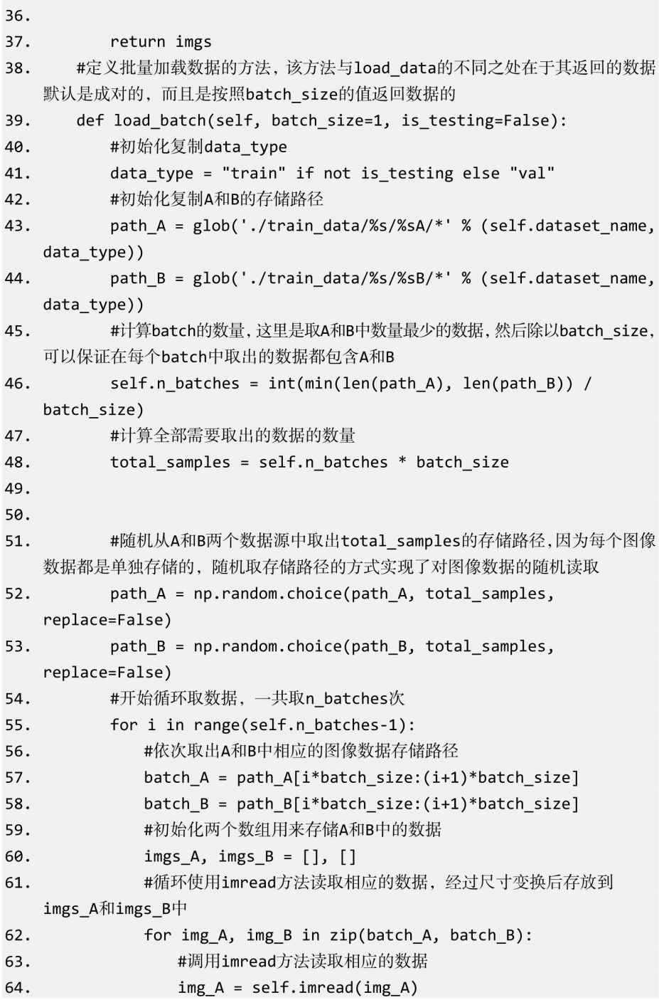 36.
37.        return imgs
38.    #定义批量加载数据的方法，该方法与load_data的不同之处在于其返回的数据
默认是成对的，而且是按照batch_size的值返回数据的
39.    def load_batch(self, batch_size=1, is_testing=False):
40.        #初始化复制data_type
41.        data_type = "train" if not is_testing else "val"
42.        #初始化复制A和B的存储路径
43.        path_A = glob('./train_data/%s/%sA/*' % (self.dataset_name,
data_type))
44.        path_B = glob('./train_data/%s/%sB/*' % (self.dataset_name,
data_type))
45.        #计算batch的数量，这里是取A和B中数量最少的数据，然后除以batch_size，
可以保证在每个batch中取出的数据都包含A和B
46.        self.n_batches = int(min(len(path_A), len(path_B)) /
batch_size)
47.        #计算全部需要取出的数据的数量
48.        total_samples = self.n_batches * batch_size
49.
50.
51.        #随机从A和B两个数据源中取出total_samples的存储路径，因为每个图像
数据都是单独存储的，随机取存储路径的方式实现了对图像数据的随机读取
52.        path_A = np.random.choice(path_A, total_samples,
replace=False)
53.        path_B = np.random.choice(path_B, total_samples,
replace=False)
54.        #开始循环取数据，一共取n_batches次
55.        for i in range(self.n_batches-1):
56.            #依次取出A和B中相应的图像数据存储路径
57.            batch_A = path_A[i*batch_size:(i+1)*batch_size]
58.            batch_B = path_B[i*batch_size:(i+1)*batch_size]
59.            #初始化两个数组用来存储A和B中的数据
60.            imgs_A, imgs_B = [], []
61.            #循环使用imread方法读取相应的数据，经过尺寸变换后存放到
imgs_A和imgs_B中
62.            for img_A, img_B in zip(batch_A, batch_B):
63.                #调用imread方法读取相应的数据
64.                img_A = self.imread(img_A)